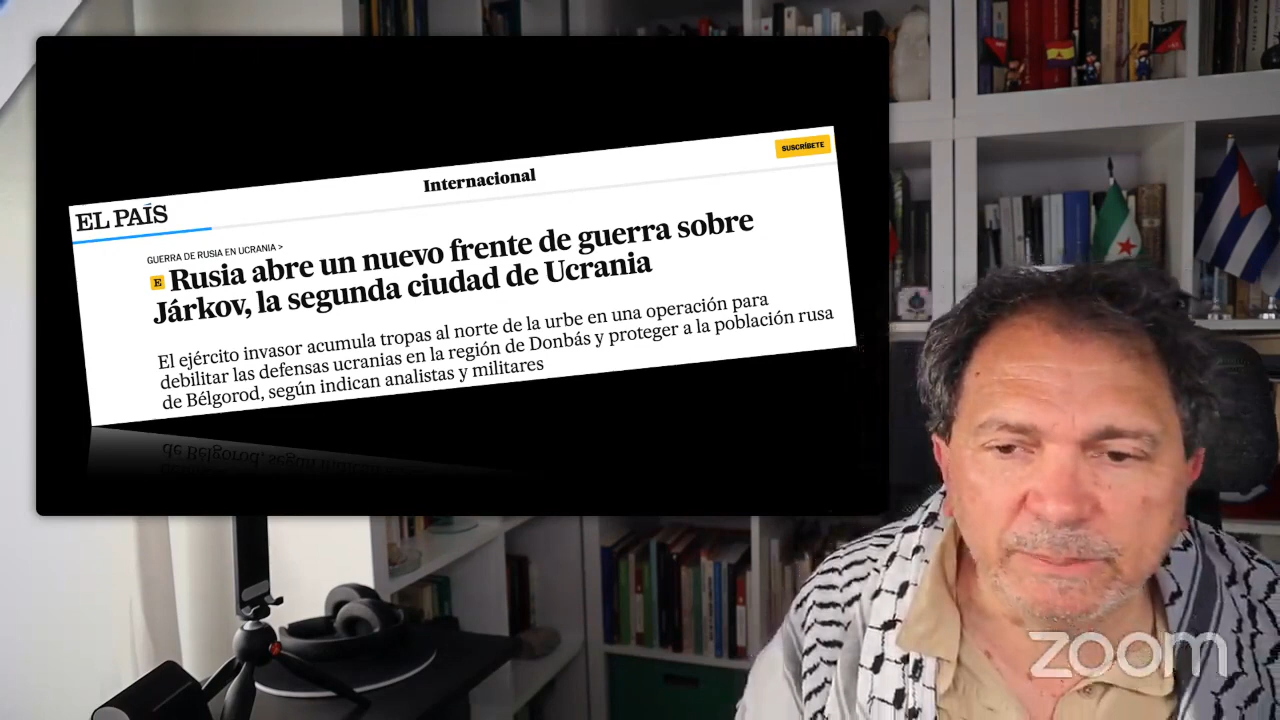 SUSCRÍBETE
Internacional
EL PAÍS
GUERRA DE RUSIA EN UCRANIA >
E Rusia abre un nuevo frente de guerra sobre
Járkov, la segunda ciudad de Ucrania
El ejército invasor acumula tropas al norte de la urbe en una operación para
debilitar las defensas ucranias en la región de Donbás y proteger a la población rusa
de Bélgorod, según indican analistas y militares
zoom